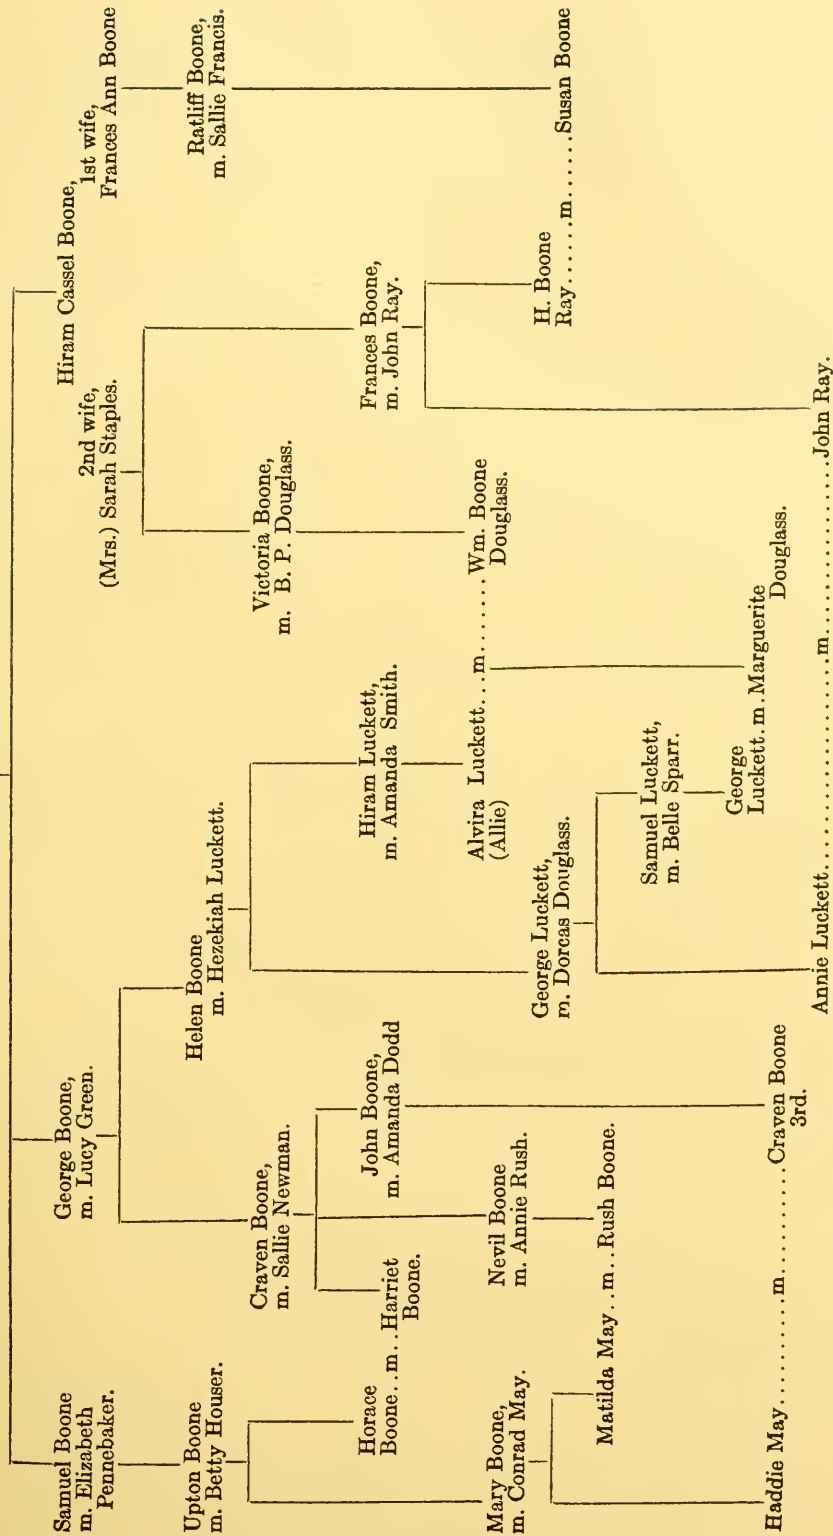 Samuel Boone
m. Elizabeth
Pennebaker.
George Boone,
m. Lucy Green.
Hiram Cassel Boone,
2nd wife,
(Mrs.) Sarah Staples.
1st wife,
Frances Ann Boone
Upton Boone
m. Betty Houser.
Helen Boone
m. Hezekiah Luckett.
Ratliff Boone,
m. Sallie Francis.
Craven Boone,
m. Sallie Newman.
Victoria Boone,
m. B. P. Douglass.
Horace
Boone..m..Harriet
Boone.
John Boone,
m. Amanda Dodd
Hiram Luckett,
m. Amanda Smith.
Frances Boone,
m. John Ray.
Mary Boone,
m. Conrad May.
Nevil Boone
m. Annie Rush.
Alvira Luckett...m........Wm. Boone
(Allie) Douglass.
George Luckett,
m. Dorcas Douglass.
H. Boone
Ray......m.......Susan Boone
Matilda May..m..Rush Boone.
Samuel Luckett,
m. Belle Sparr.
George
Luckett.m.Marguerite
Douglass.
Haddie May..........m...........Craven Boone
3rd.
Annie Luckett......................m..................John Ray.